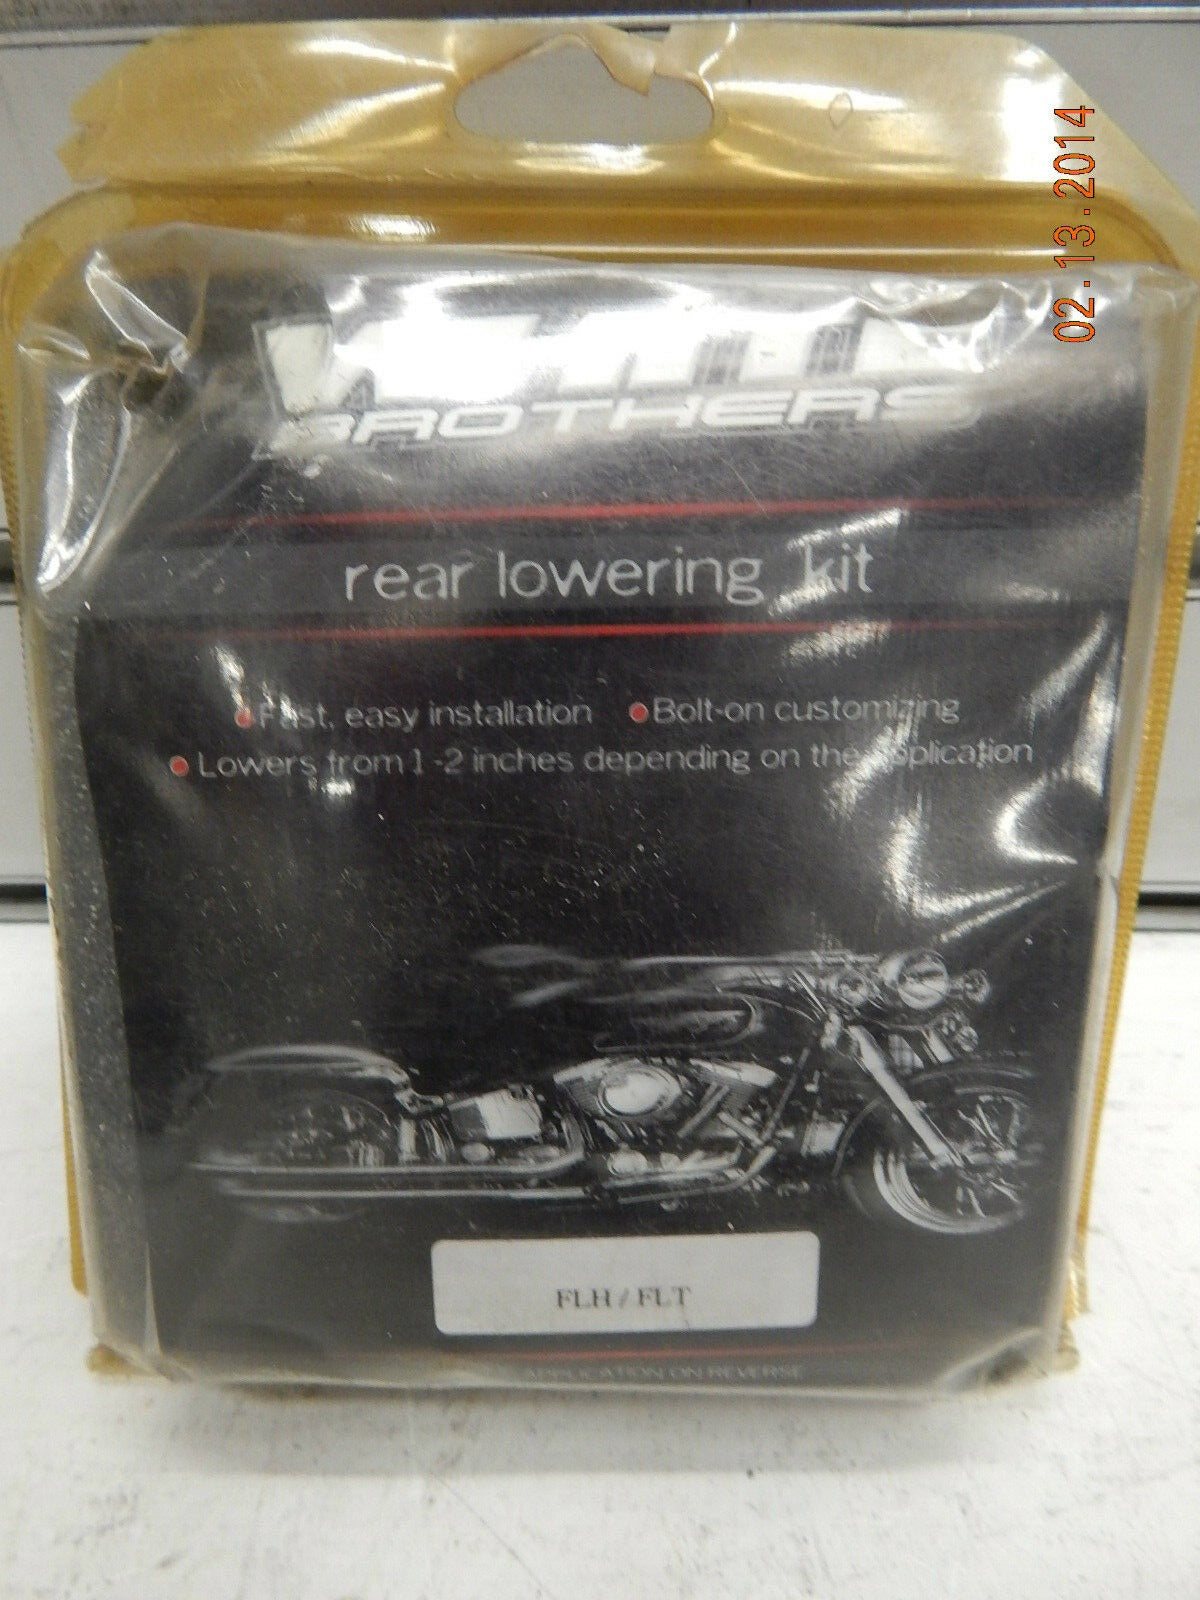 BROTHERS
rear lowering kit
Fast, easy installation
Bolt-on customizing
Lowers from 1-2 inches depending on the application
FLH / FLT
APPLICATION ON REVERSE
02.13.2014